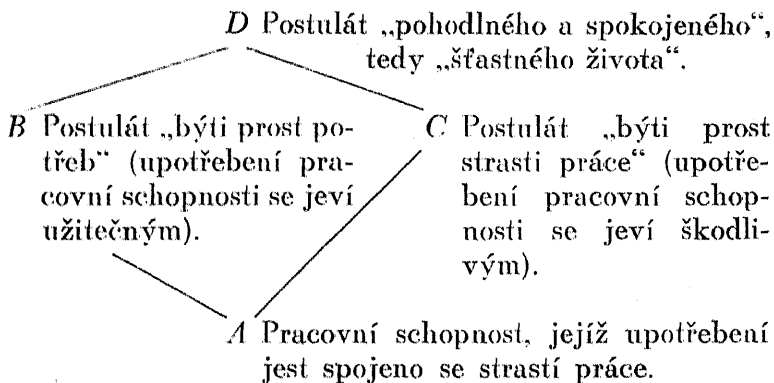 D Postulát „pohodlného a spokojeného“,
tedy „šťastného života“.
B Postulát „býti prost po-
třeb“ (upotřebení pra-
covní schopnosti se jeví
užitečným).
C Postulát „býti prost
strasti práce“ (upotře-
bení pracovní schop-
nosti se jeví škodli-
vým).
A Pracovní schopnost, jejíž upotřebení
jest spojeno se strastí práce.